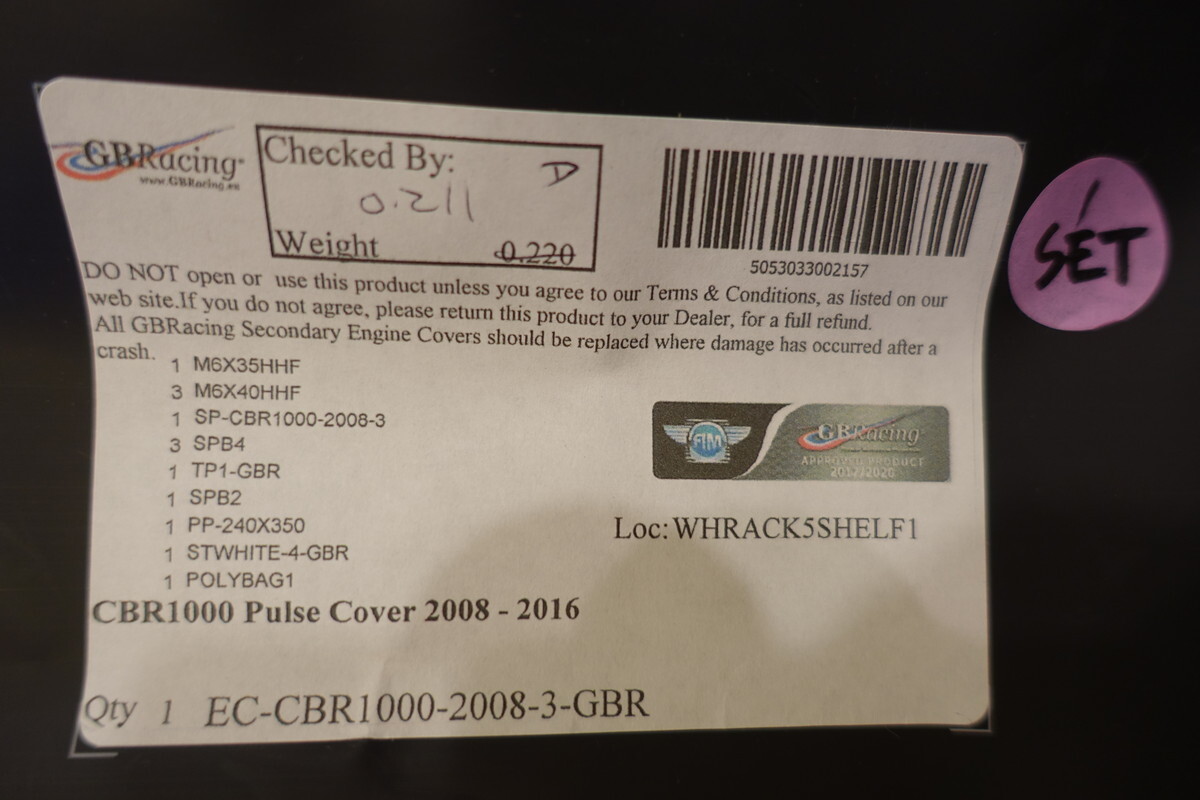 GBRacing
www.GBRacing.eu
Checked By:
D
0.211
Weight 0.220
5053033002157
1
SET
DO NOT open or use this product unless you agree to our Terms & Conditions, as listed on our
web site.If you do not agree, please return this product to your Dealer, for a full refund.
All GBRacing Secondary Engine Covers should be replaced where damage has occurred after a
crash.
1 M6X35HHF
3 M6X40HHF
1 SP-CBR1000-2008-3
3 SPB4
1 TP1-GBR
1 SPB2
1 PP-240X350
1 STWHITE-4-GBR
1 POLYBAG1
FIM
GBRacing
APPROVED PRODUCT
Loc: WHRACK5SHELF1
CBR1000 Pulse Cover 2008 - 2016
Qty 1 EC-CBR1000-2008-3-GBR